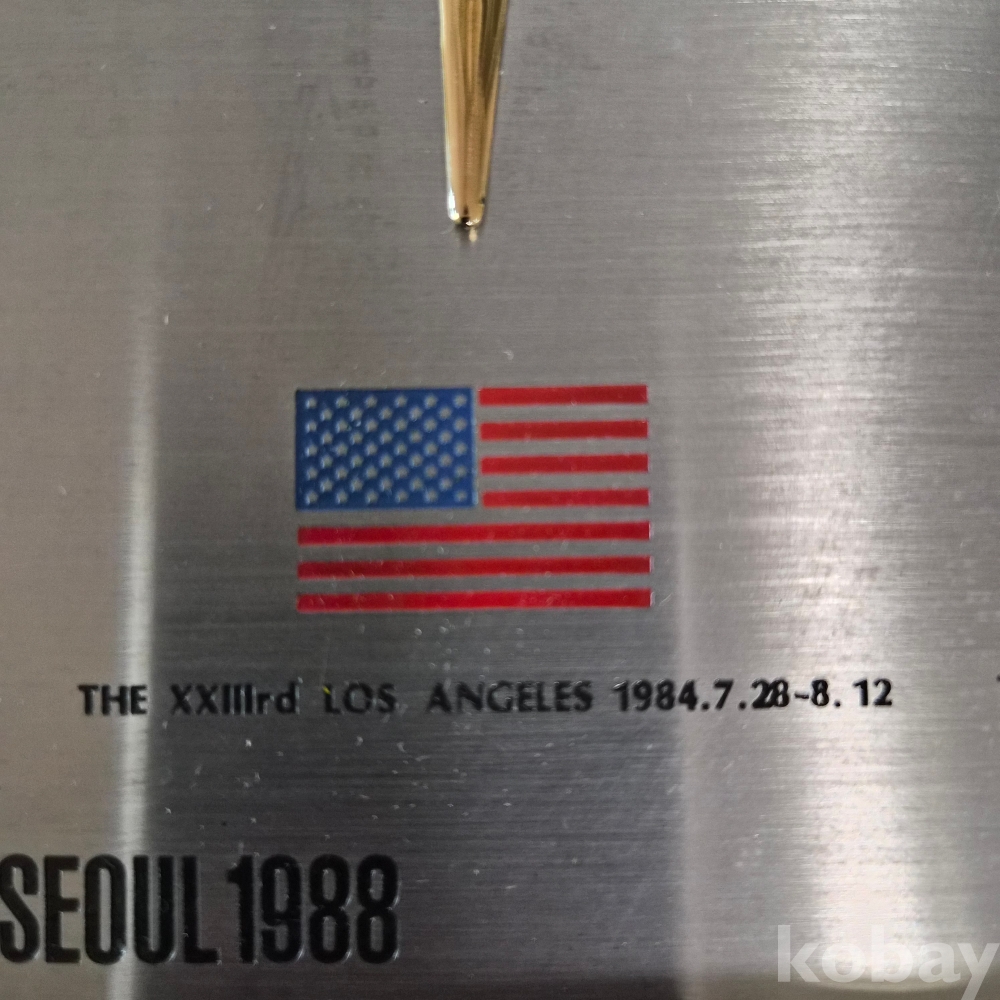 THE XXIIIrd LOS ANGELES 1984.7.28-8.12
SEOUL 1988
kobay